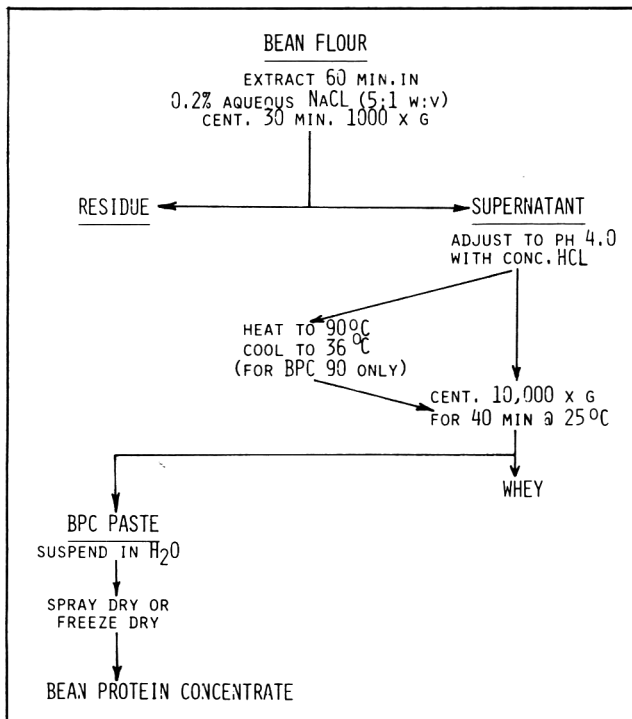 BEAN FLOUR
EXTRACT 60 MIN. IN
0.2% AQUEOUS NACL (5:1 W:V)
CENT. 30 MIN. 1000 X G
RESIDUE
SUPERNATANT
ADJUST TO PH 4.0
WITH CONC. HCL
HEAT TO 90°C
COOL TO 36°C
(FOR BPC 90 ONLY)
CENT. 10,000 X G
FOR 40 MIN @ 25°C
WHEY
BPC PASTE
SUSPEND IN H₂O
SPRAY DRY OR
FREEZE DRY
BEAN PROTEIN CONCENTRATE